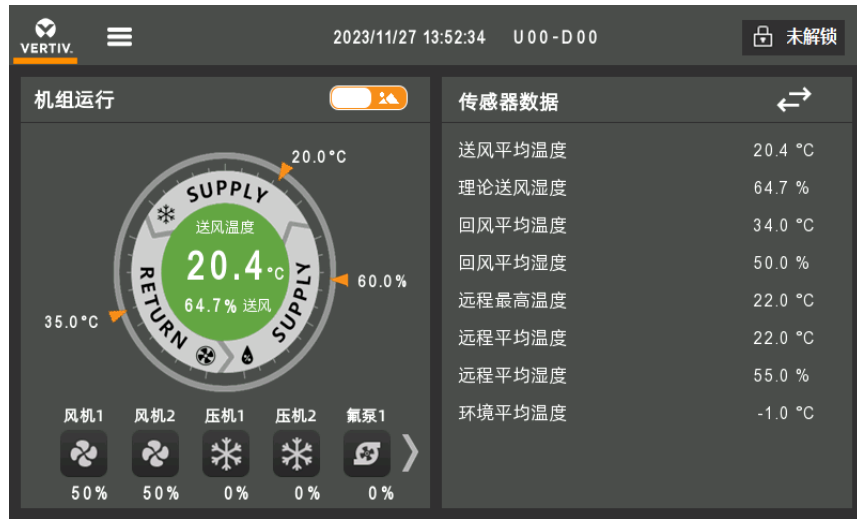 VERTIV.
2023/11/27 13:52:34 U00-D00
未解锁
机组运行
20.0°C
SUPPLY
送风温度
20.4°C
64.7% 送风
SUPPLY
60.0%
RETURN
35.0°C
风机1 风机2 压机1 压机2 氟泵1
50% 50% 0% 0% 0%
传感器数据
送风平均温度 20.4 °C
理论送风湿度 64.7 %
回风平均温度 34.0 °C
回风平均湿度 50.0 %
远程最高温度 22.0 °C
远程平均温度 22.0 °C
远程平均湿度 55.0 %
环境平均温度 -1.0 °C